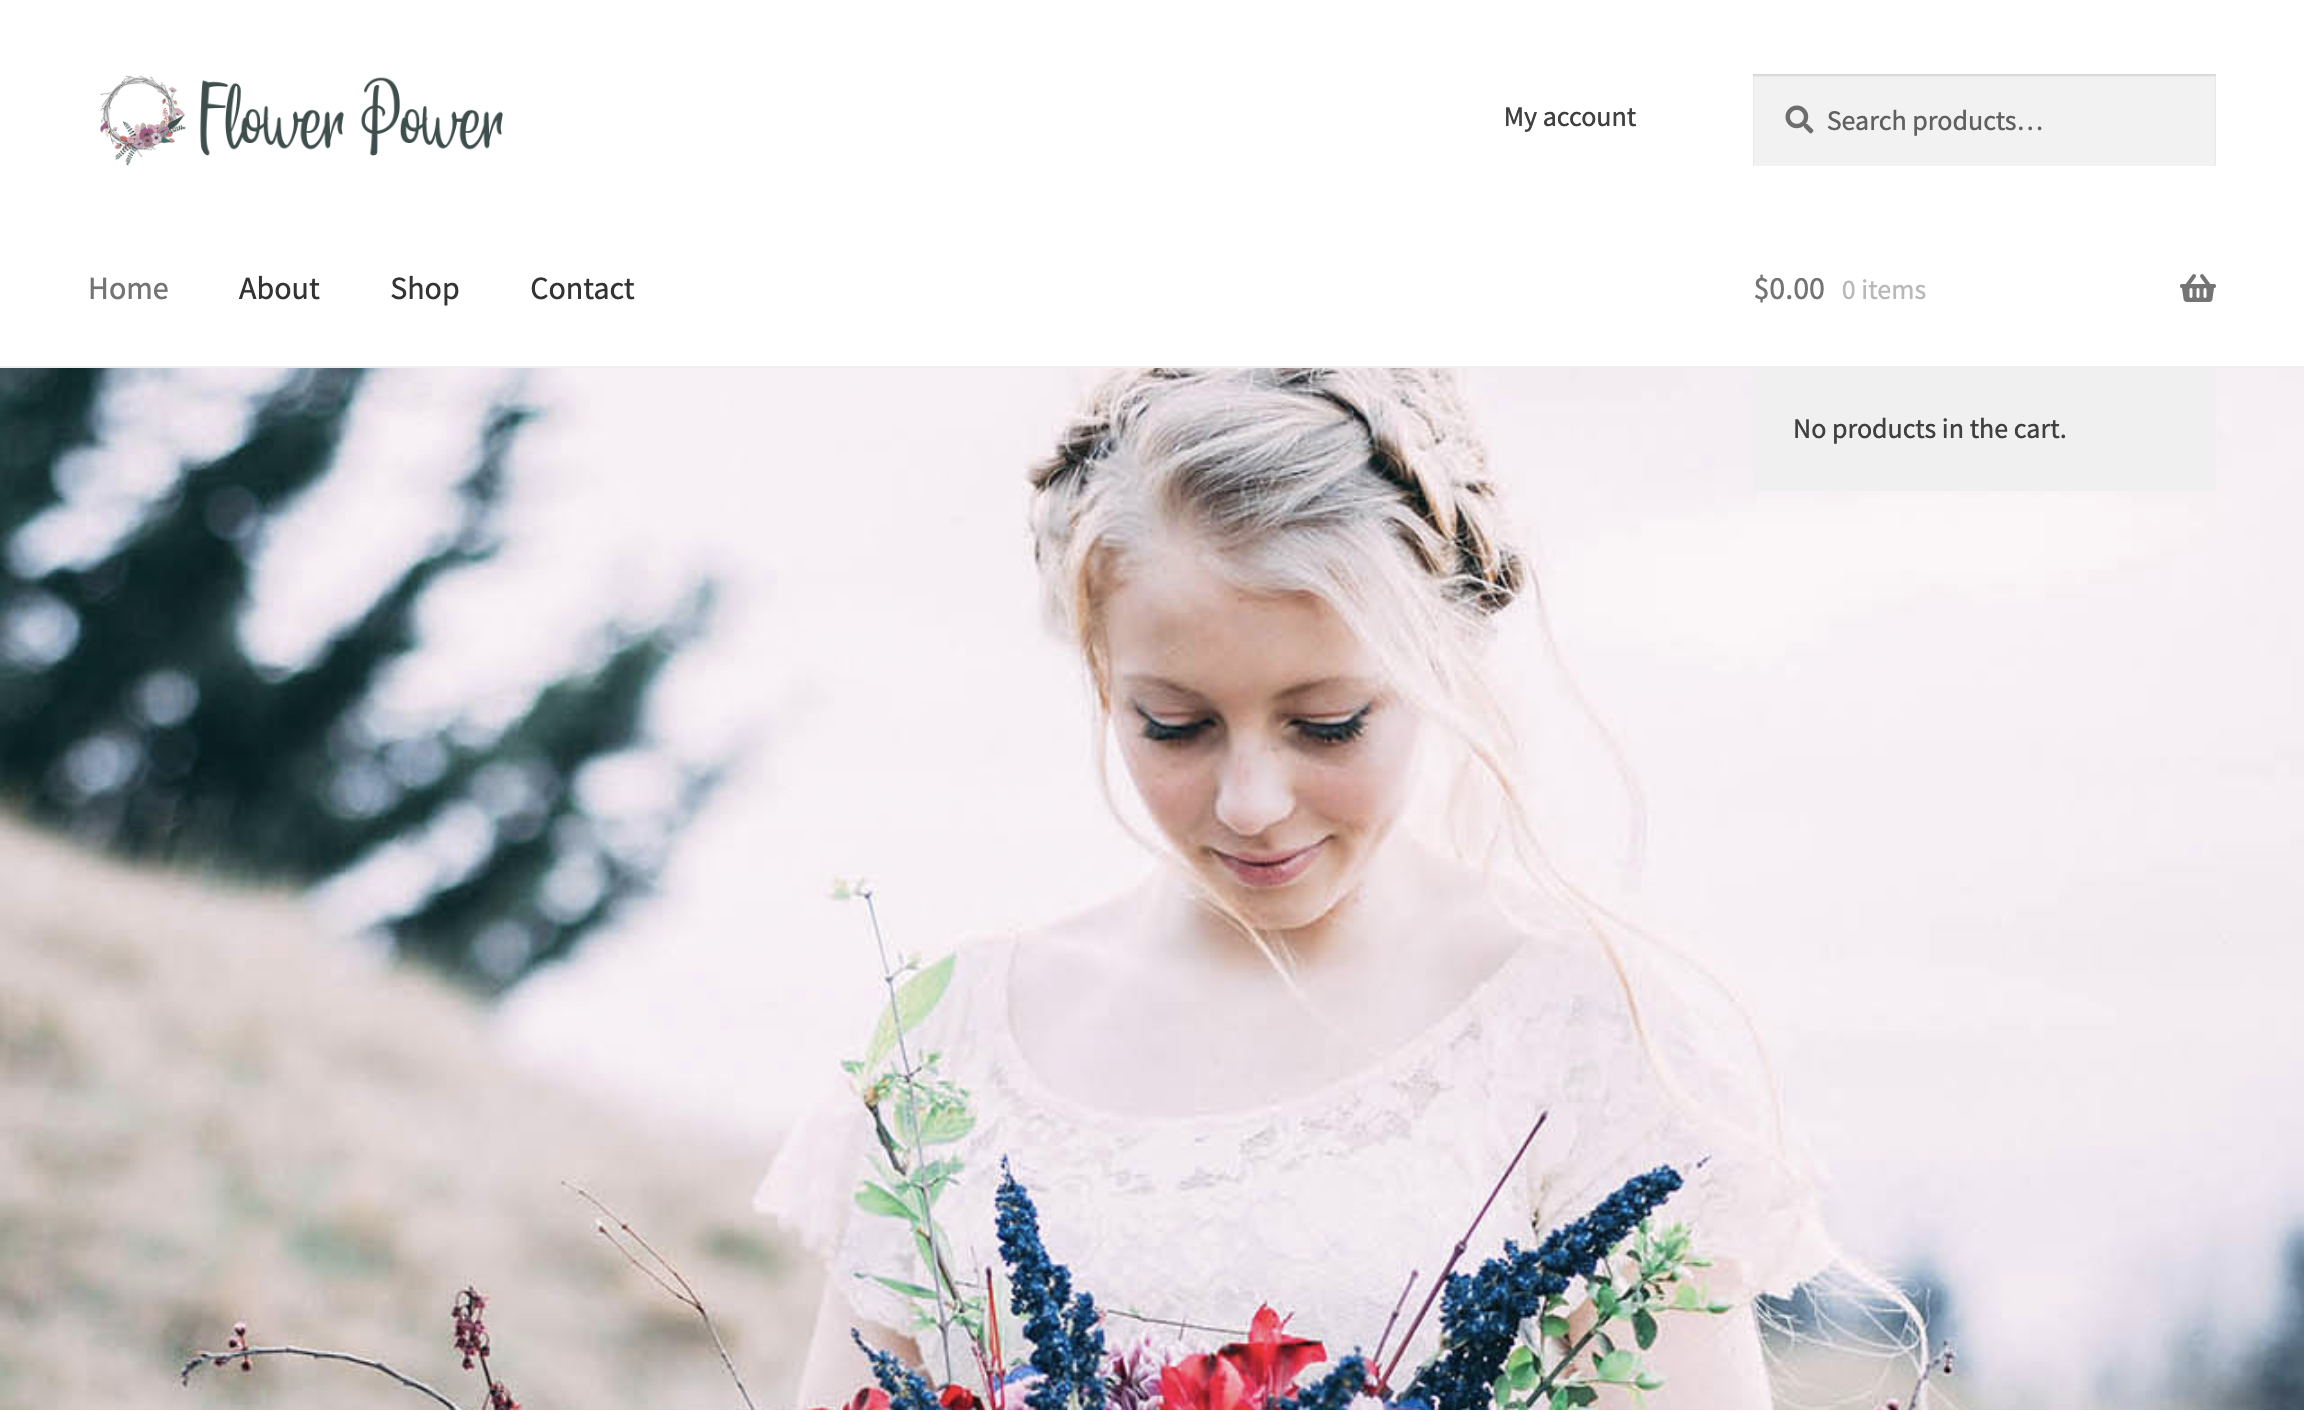 Flower Power
My account
Search products...
Home About Shop Contact
$0.00 0 items
No products in the cart.